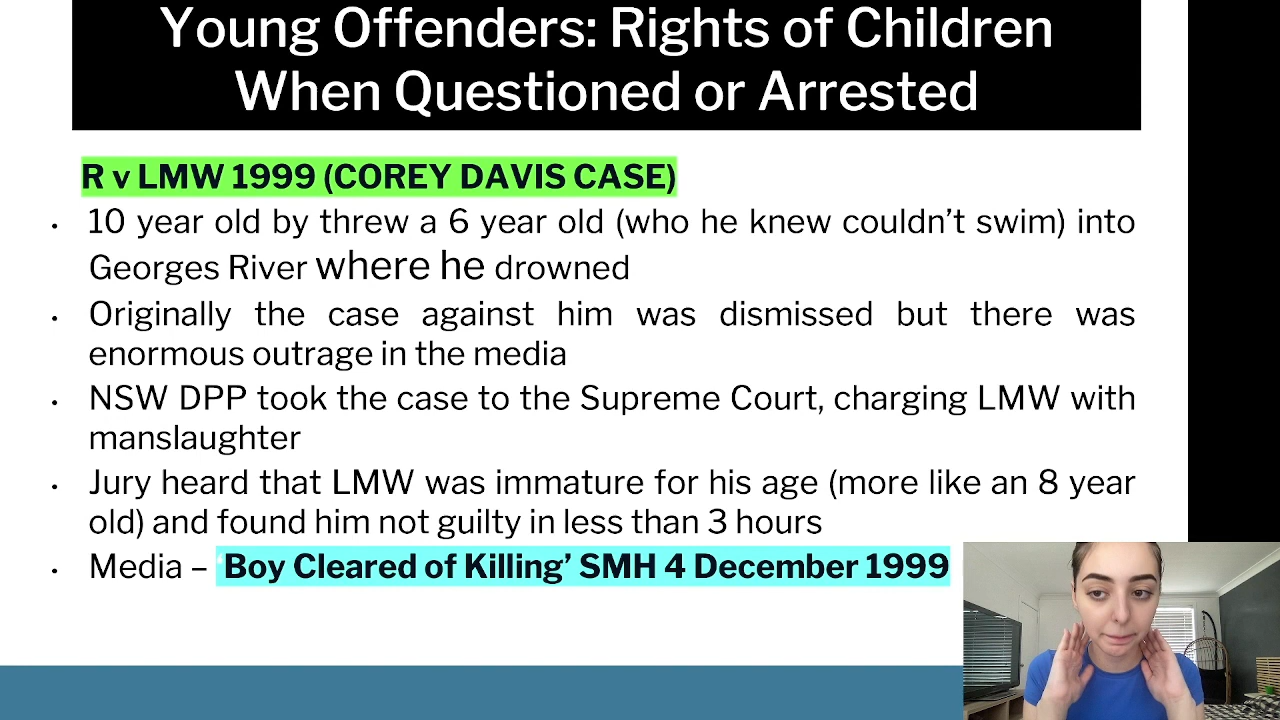 Young Offenders: Rights of Children
When Questioned or Arrested
R v LMW 1999 (COREY DAVIS CASE)
• 10 year old by threw a 6 year old (who he knew couldn't swim) into
Georges River where he drowned
• Originally the case against him was dismissed but there was
enormous outrage in the media
• NSW DPP took the case to the Supreme Court, charging LMW with
manslaughter
• Jury heard that LMW was immature for his age (more like an 8 year
old) and found him not guilty in less than 3 hours
• Media – 'Boy Cleared of Killing' SMH 4 December 1999